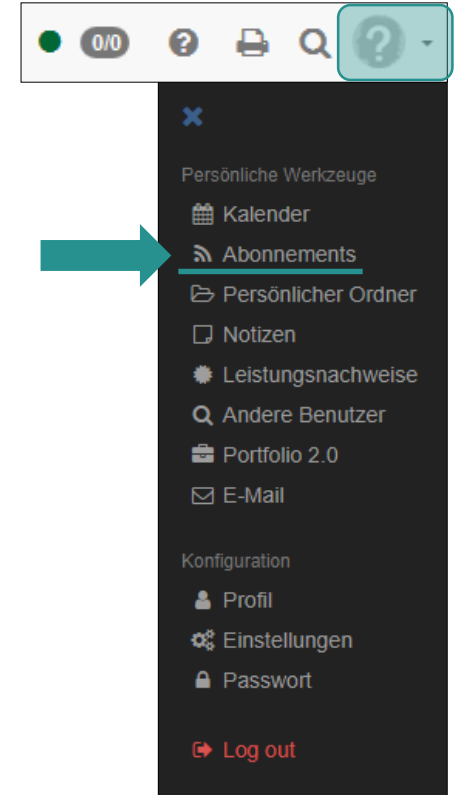 0/0
Persönliche Werkzeuge
Kalender
Abonnements
Persönlicher Ordner
Notizen
Leistungsnachweise
Andere Benutzer
Portfolio 2.0
E-Mail
Konfiguration
Profil
Einstellungen
Passwort
Log out